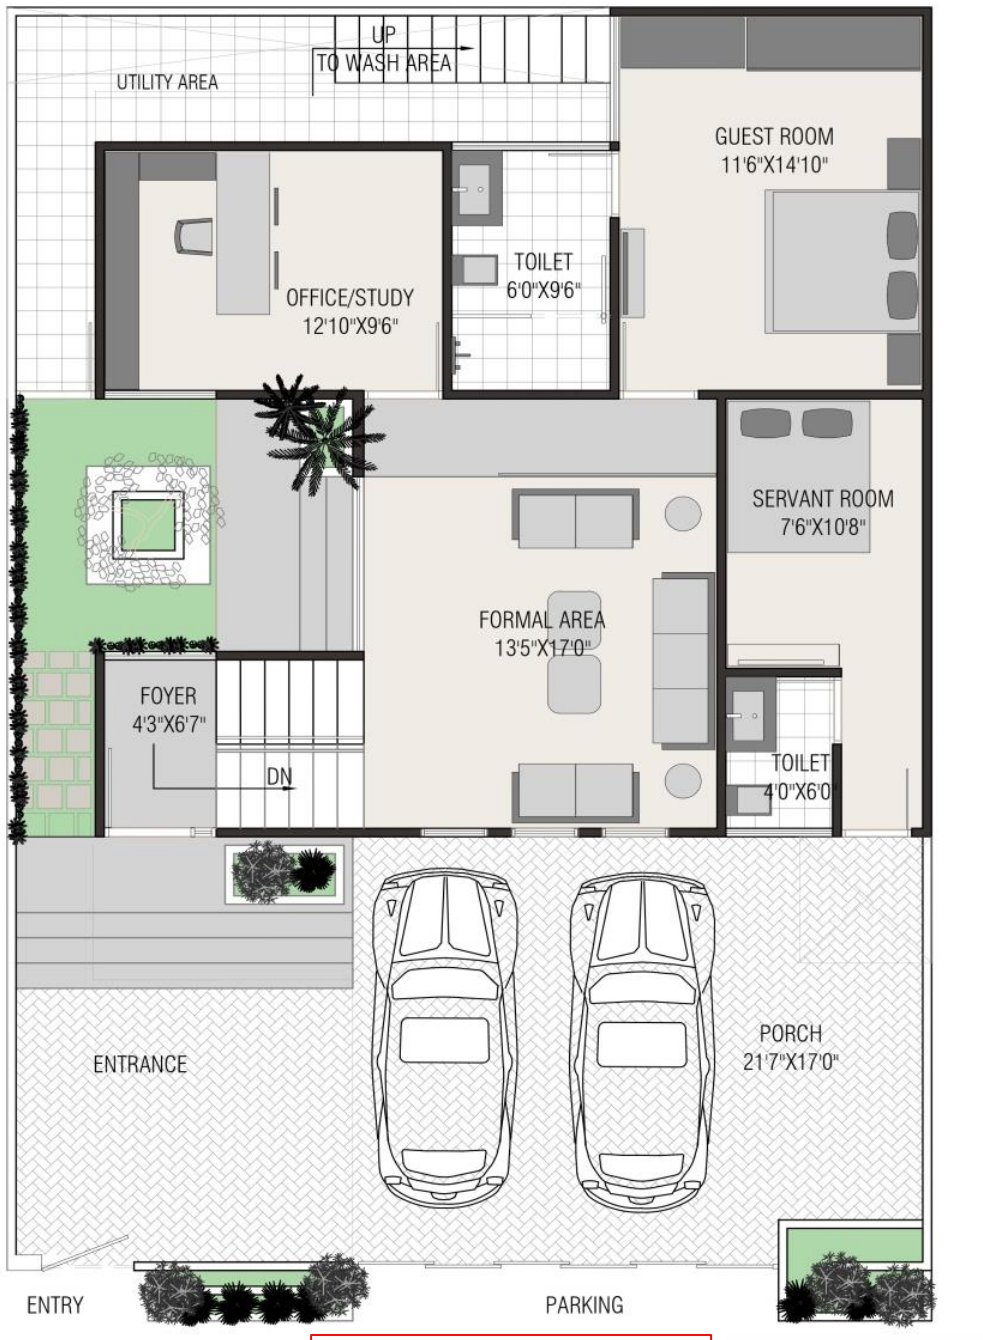 UP
TO WASH AREA
UTILITY AREA
GUEST ROOM
11'6"X14'10"
TOILET
6'0"X9'6"
OFFICE/STUDY
12'10"X9'6"
SERVANT ROOM
7'6"X10'8"
FORMAL AREA
13'5"X17'0"
FOYER
4'3"X6'7"
DN
TOILET
4'0"X6'0"
PORCH
21'7"X17'0"
ENTRANCE
ENTRY
PARKING